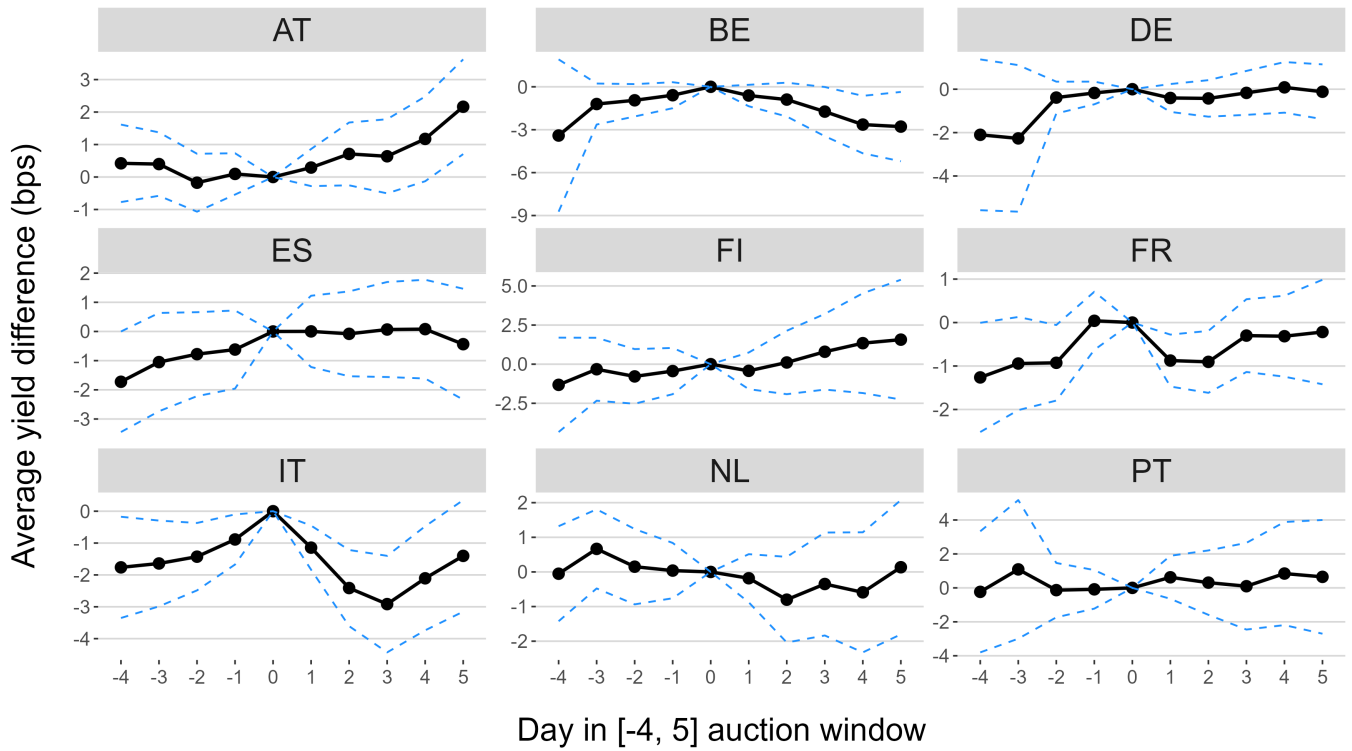 AT BE DE
3 2 1 0 -1
0 -3 -6 -9
0 -2 -4
Average yield difference (bps)
ES FI FR
2 1 0 -1 -2 -3
5.0 2.5 0.0 -2.5
1 0 -1 -2
IT NL PT
0 -1 -2 -3 -4
2 1 0 -1 -2
4 2 0 -2 -4
-4 -3 -2 -1 0 1 2 3 4 5
-4 -3 -2 -1 0 1 2 3 4 5
-4 -3 -2 -1 0 1 2 3 4 5
Day in [-4, 5] auction window